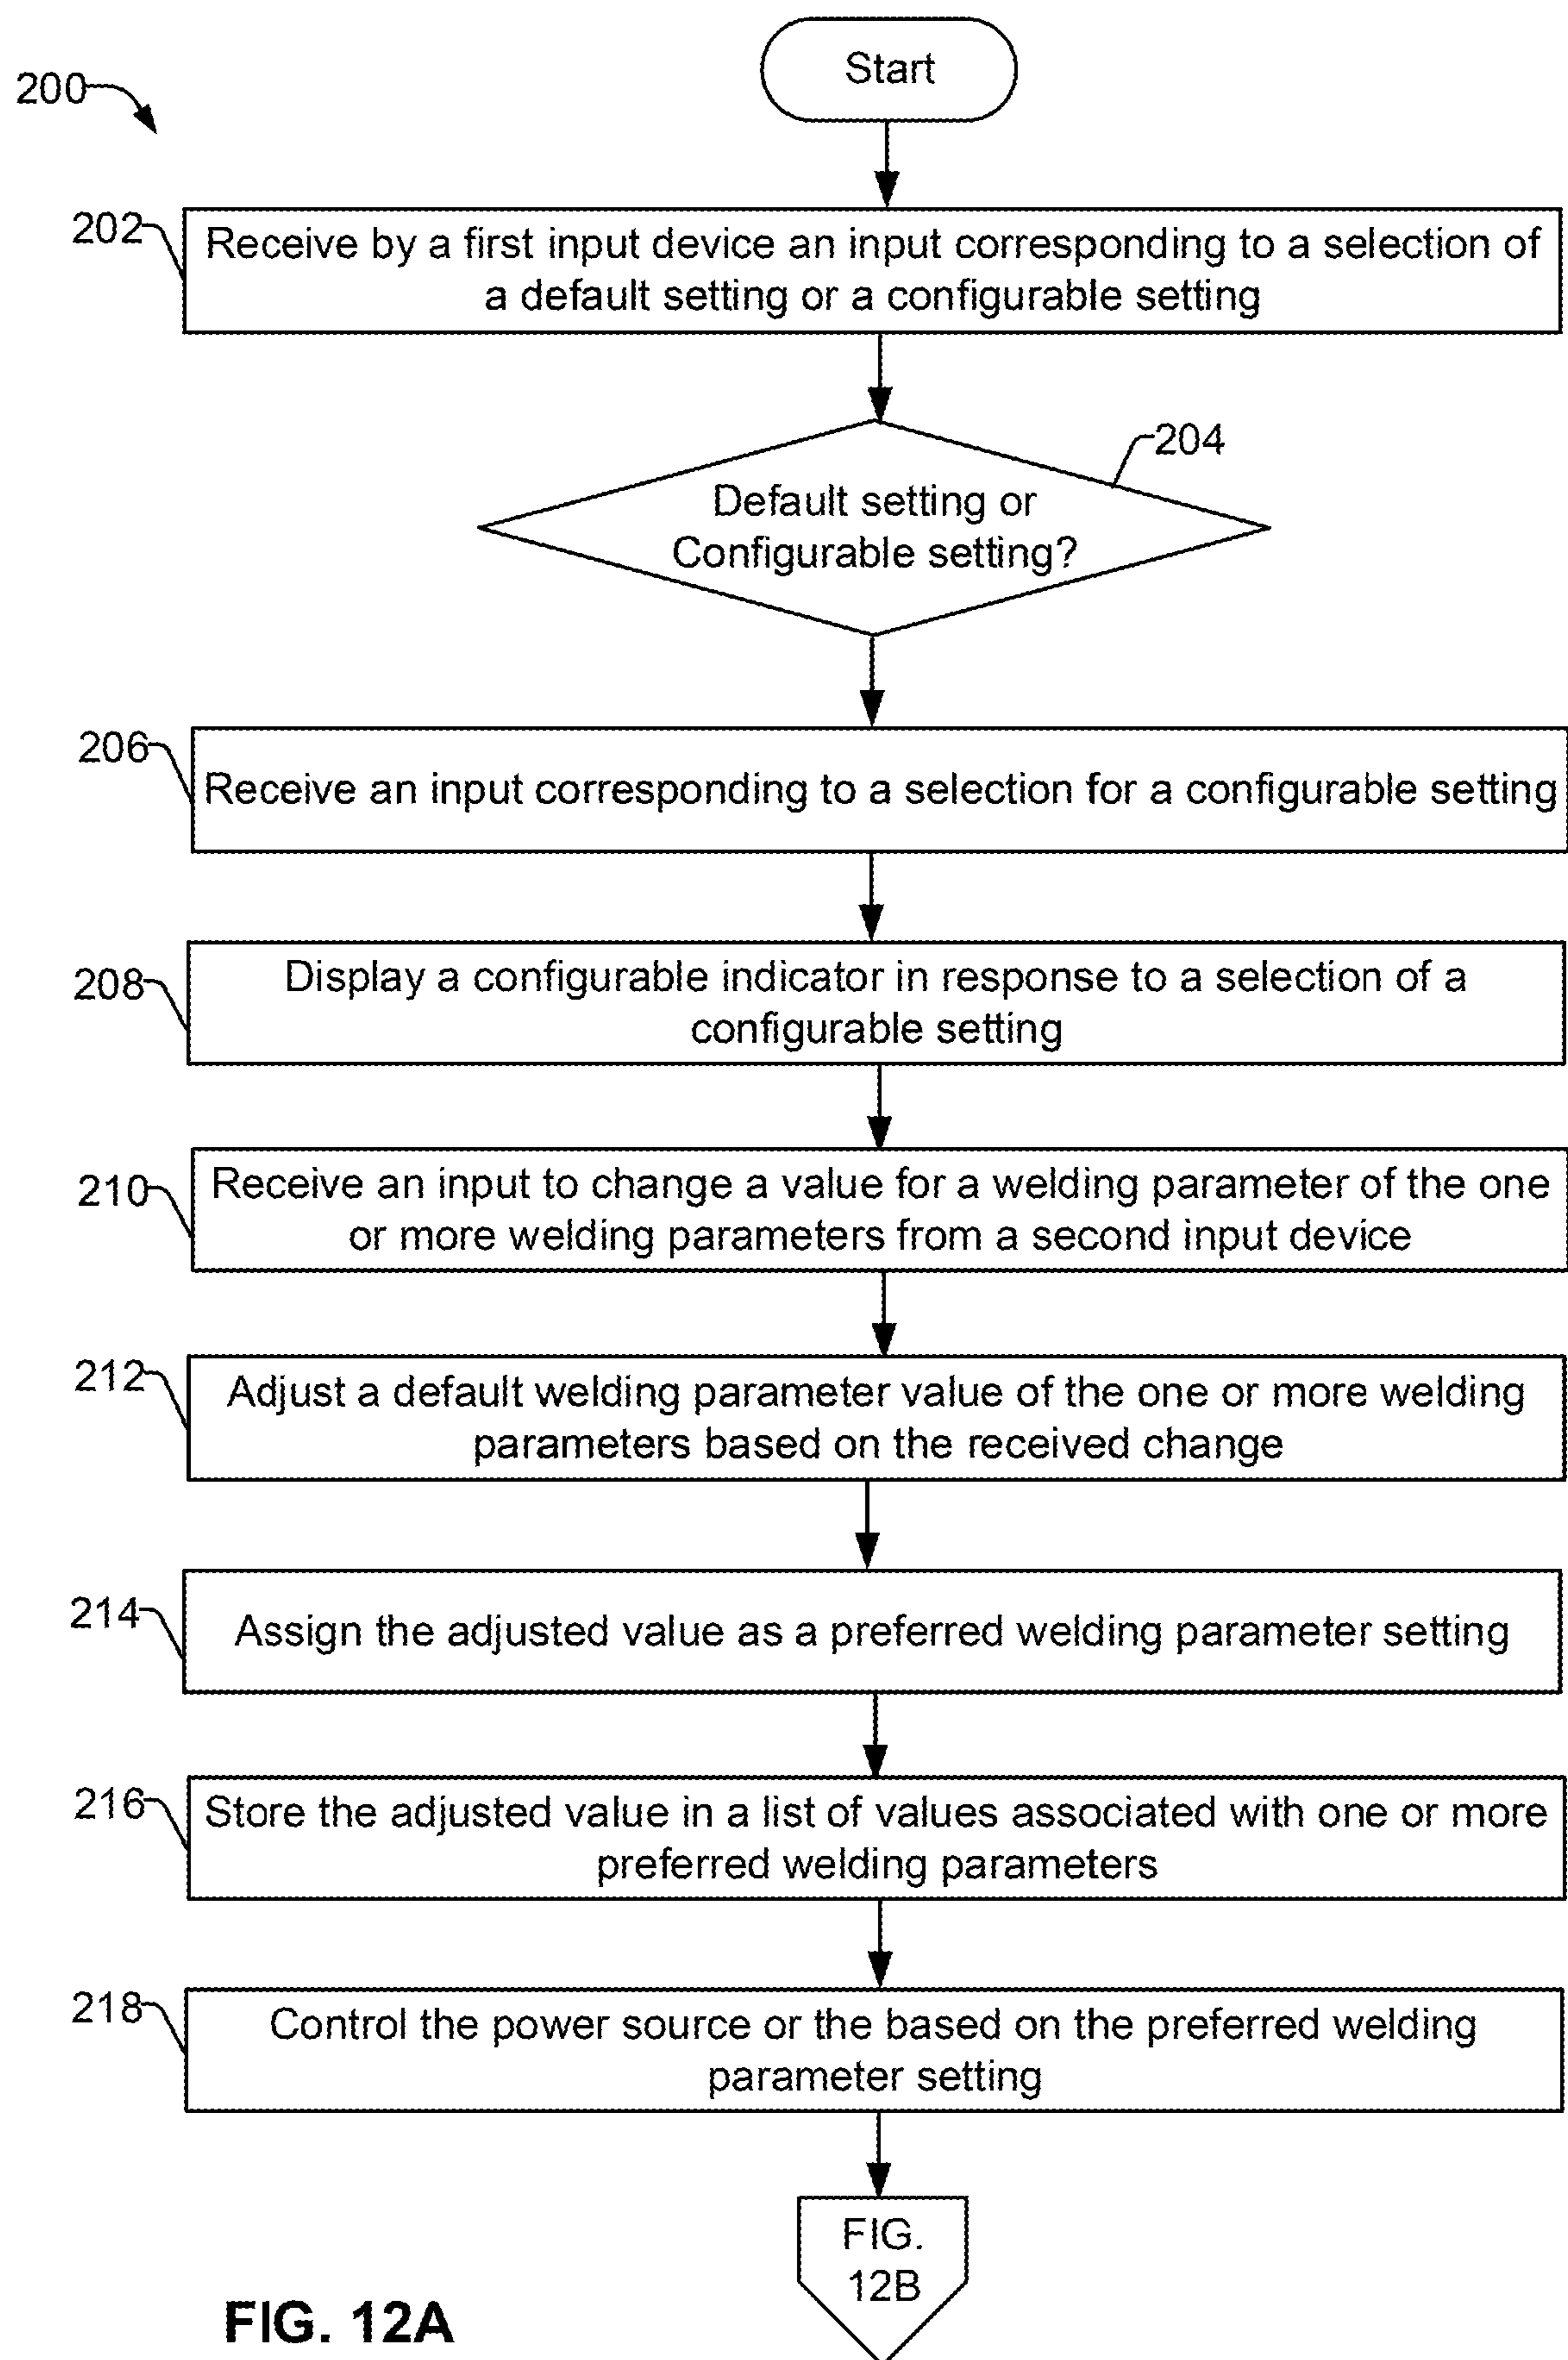 Start
200
202
Receive by a first input device an input corresponding to a selection of
a default setting or a configurable setting
204
Default setting or
Configurable setting?
206
Receive an input corresponding to a selection for a configurable setting
208
Display a configurable indicator in response to a selection of a
configurable setting
210
Receive an input to change a value for a welding parameter of the one
or more welding parameters from a second input device
212
Adjust a default welding parameter value of the one or more welding
parameters based on the received change
214
Assign the adjusted value as a preferred welding parameter setting
216
Store the adjusted value in a list of values associated with one or more
preferred welding parameters
218
Control the power source or the based on the preferred welding
parameter setting
FIG.
12B
FIG. 12A